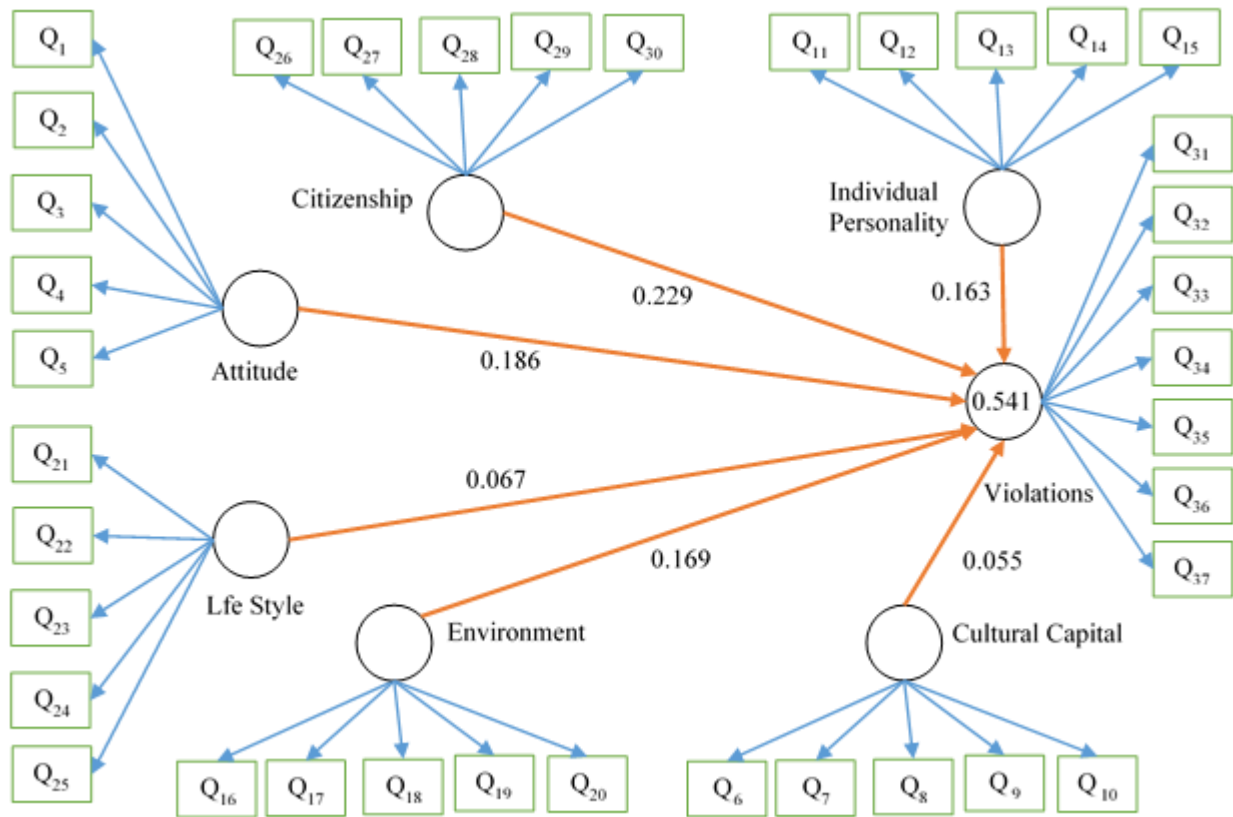 Q1
Q2
Q3
Q4
Q5
Q26
Q27
Q28
Q29
Q30
Q11
Q12
Q13
Q14
Q15
Citizenship
Individual
Personality
Q31
Q32
Q33
Q34
Q35
Q36
Q37
0.229
0.163
Attitude
0.186
0.541
Violations
Q21
Q22
Q23
Q24
Q25
0.067
0.169
0.055
Lfe Style
Environment
Cultural Capital
Q16
Q17
Q18
Q19
Q20
Q6
Q7
Q8
Q9
Q10